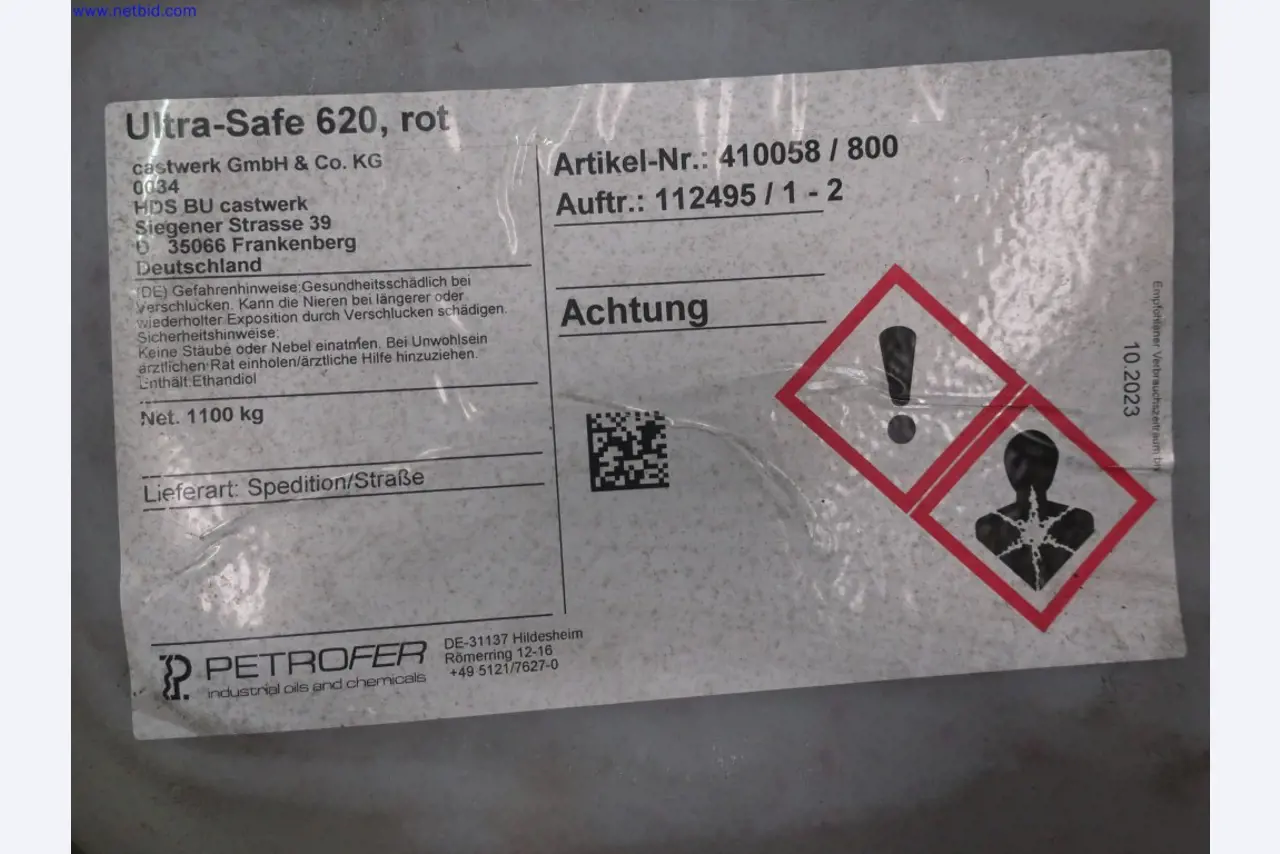 www.netbid.com
Ultra-Safe 620, rot
castwerk GmbH & Co. KG
0034
HDS BU castwerk
Siegener Strasse 39
D 35066 Frankenberg
Deutschland
(DE) Gefahrenhinweise:Gesundheitsschädlich bei
Verschlucken. Kann die Nieren bei längerer oder
wiederholter Exposition durch Verschlucken schädigen.
Sicherheitshinweise:
Keine Stäube oder Nebel einatmen. Bei Unwohlsein
ärztlichen Rat einholen/ärztliche Hilfe hinzuziehen.
Enthält:Ethandiol
Net. 1100 kg
Lieferart: Spedition/Straße
Artikel-Nr.: 410058 / 800
Auftr.: 112495 / 1 - 2
Achtung
Empfohlener Verbrauchszeitraum bis
10.2023
PETROFER
industrial oils and chemicals
DE-31137 Hildesheim
Römerring 12-16
+49 5121/7627-0